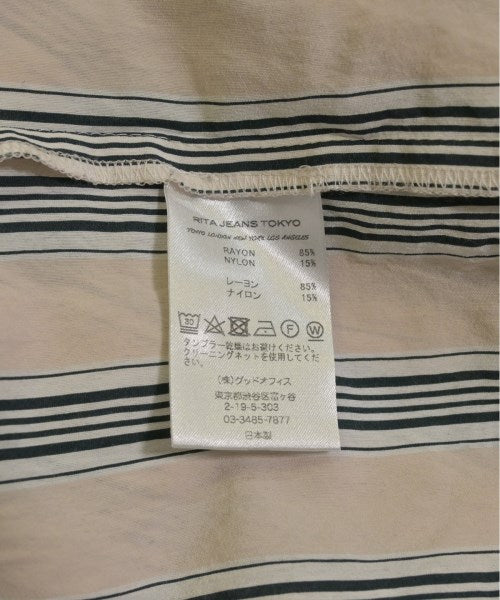 RITA JEANS TOKYO
TOKYO LONDON NEW YORK LOS ANGELES
RAYON 85%
NYLON 15%
レーヨン 85%
ナイロン 15%
30 F W
タンブラー乾燥はお避けください。
クリーニングネットを使用してください。
(株)グッドオフィス
東京都渋谷区富ヶ谷
2-19-5-303
03-3485-7877
日本製